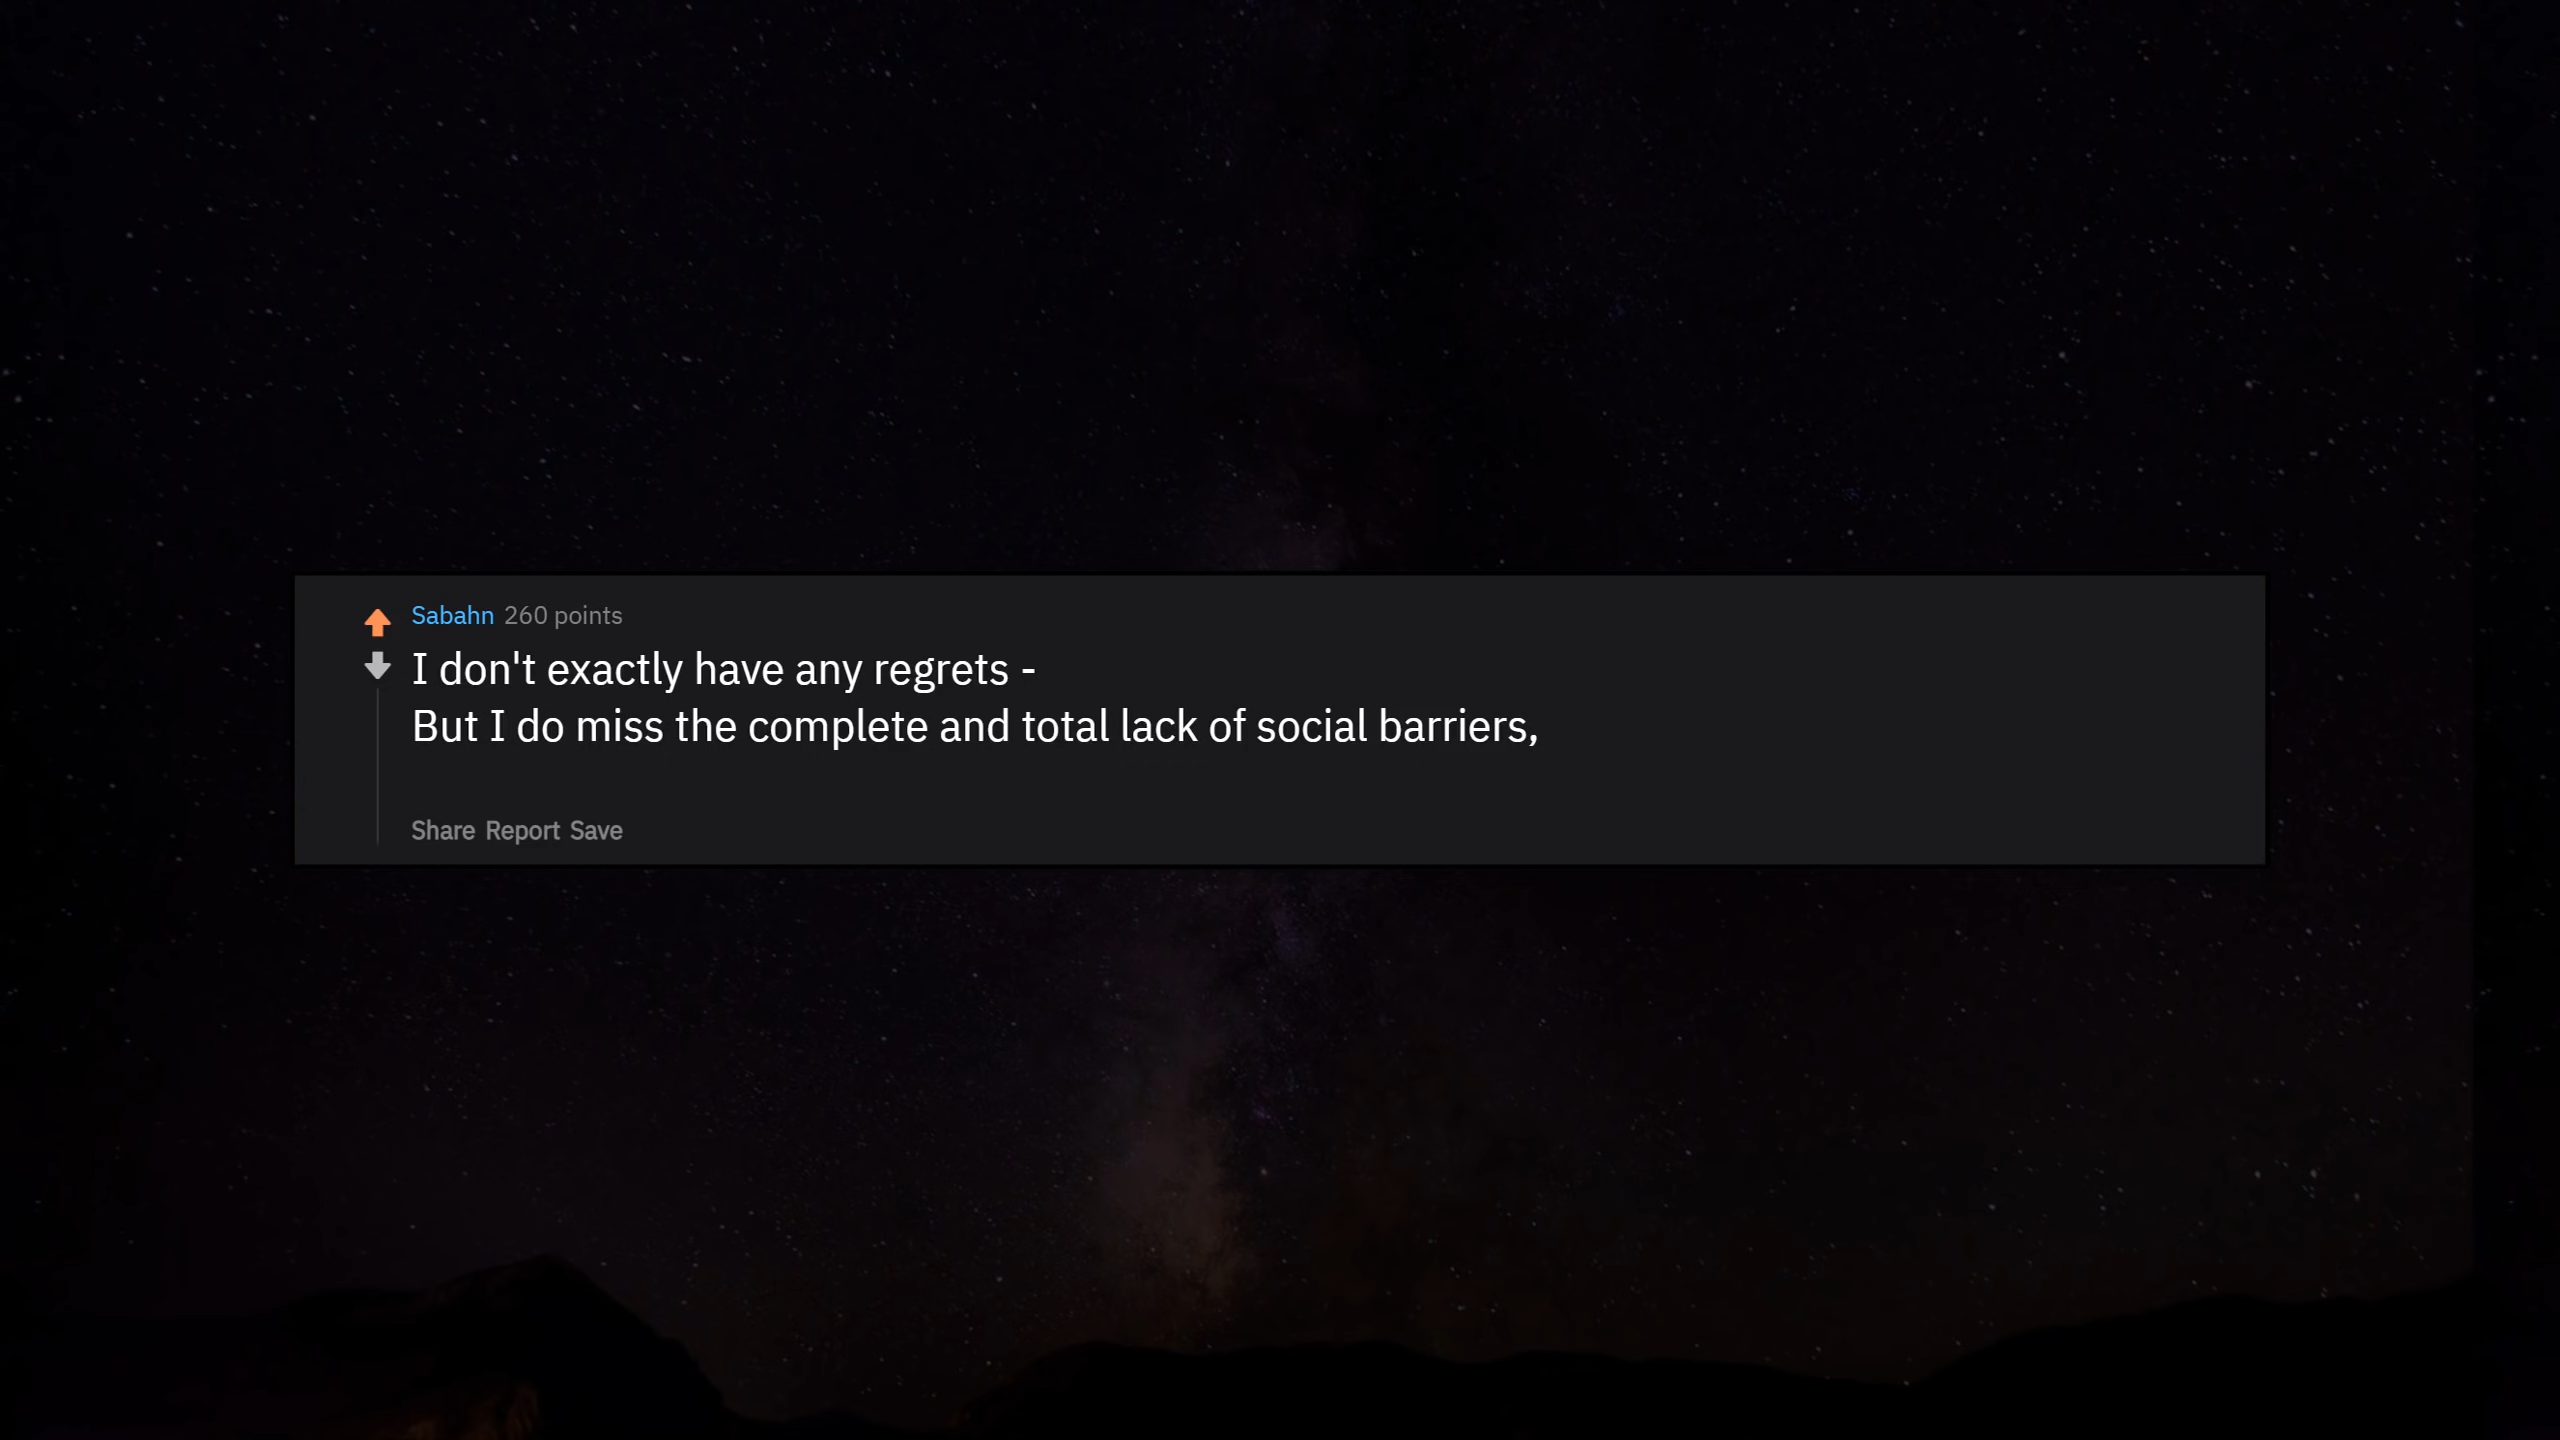 Sabahn 260 points
I don't exactly have any regrets -
But I do miss the complete and total lack of social barriers,
Share Report Save